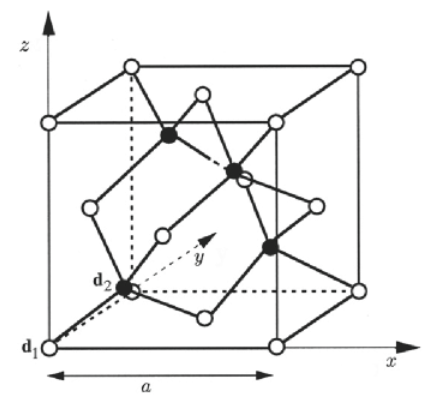 z
y
d₂
d₁
x
a